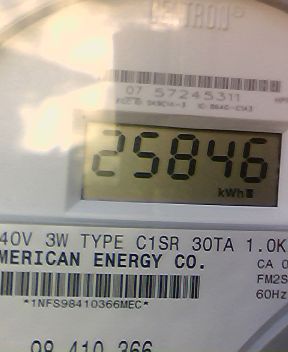 07 57245311
25846
kWh
40V 3W TYPE C1SR 30TA 1.0K
MERICAN ENERGY CO.
CA 0
FM2S
60Hz
*1NFS98410366MEC*
98 410 366